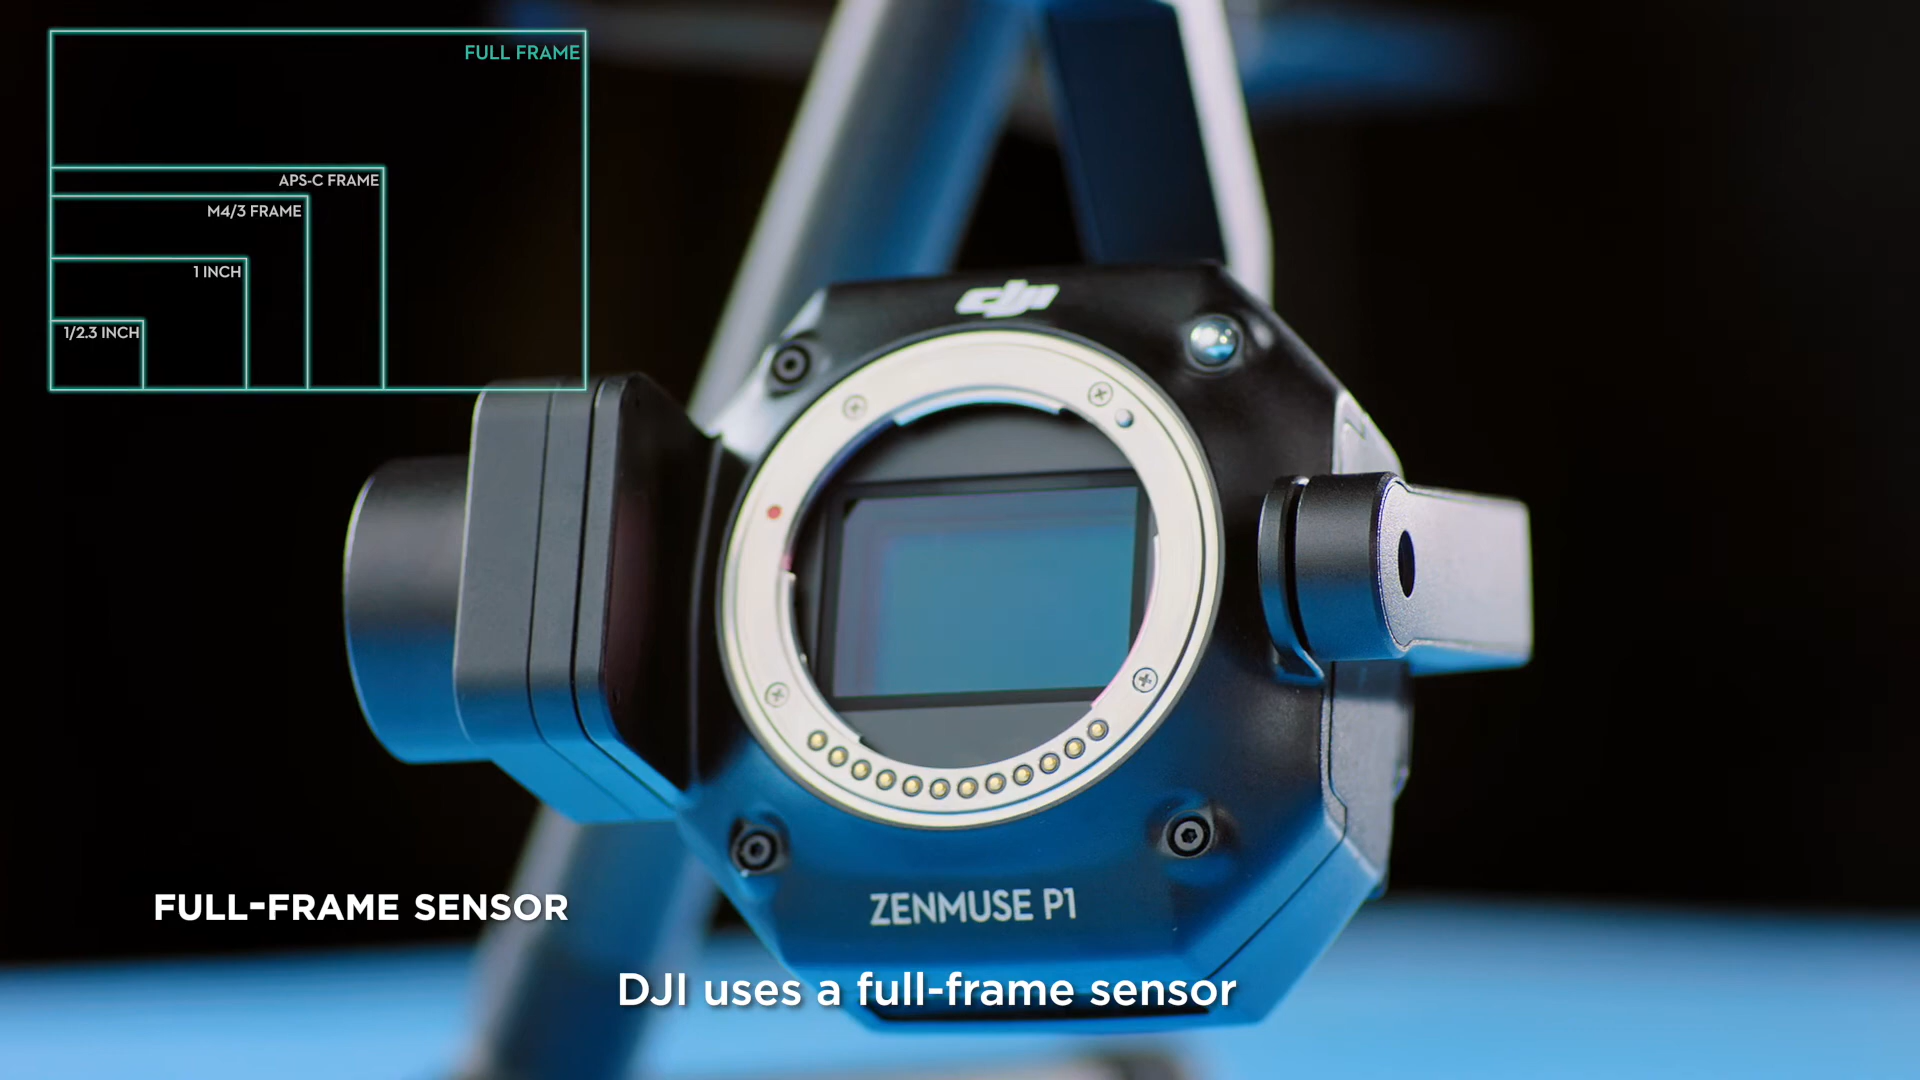 FULL FRAME
APS-C FRAME
M4/3 FRAME
1 INCH
1/2.3 INCH
dji
ZENMUSE P1
FULL-FRAME SENSOR
DJI uses a full-frame sensor